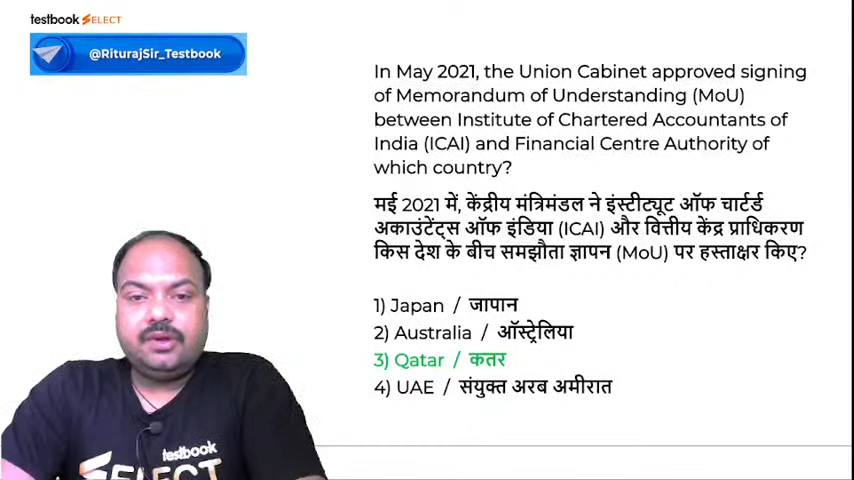 testbook SELECT
@RiturajSir_Testbook
In May 2021, the Union Cabinet approved signing
of Memorandum of Understanding (MoU)
between Institute of Chartered Accountants of
India (ICAI) and Financial Centre Authority of
which country?
मई 2021 में, केंद्रीय मंत्रिमंडल ने इंस्टीट्यूट ऑफ चार्टर्ड
अकाउंटेंट्स ऑफ इंडिया (ICAI) और वित्तीय केंद्र प्राधिकरण
किस देश के बीच समझौता ज्ञापन (MoU) पर हस्ताक्षर किए?
1) Japan / जापान
2) Australia / ऑस्ट्रेलिया
3) Qatar / कतर
4) UAE / संयुक्त अरब अमीरात
testbook
SELECT